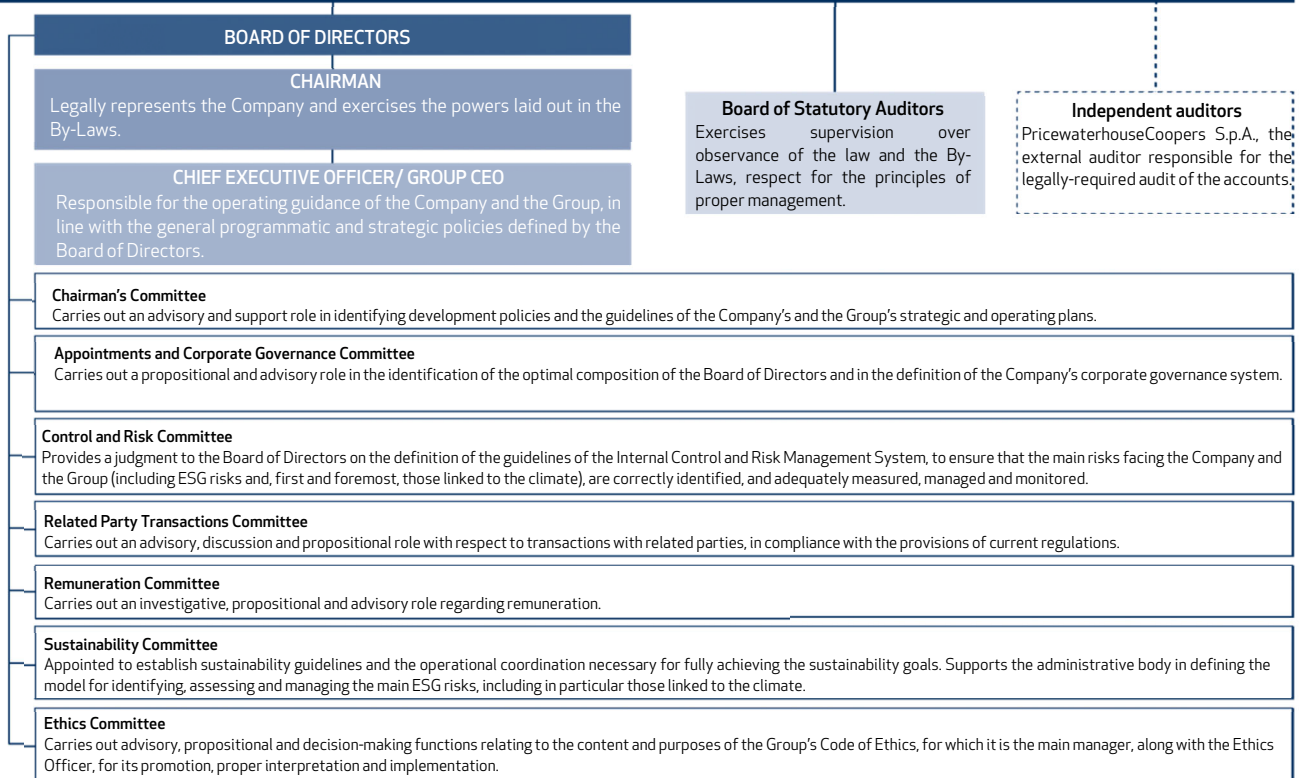 BOARD OF DIRECTORS
CHAIRMAN
Legally represents the Company and exercises the powers laid out in the
By-Laws.
CHIEF EXECUTIVE OFFICER/ GROUP CEO
Responsible for the operating guidance of the Company and the Group, in
line with the general programmatic and strategic policies defined by the
Board of Directors.
Board of Statutory Auditors
Exercises supervision over
observance of the law and the By-
Laws, respect for the principles of
proper management.
Independent auditors
PricewaterhouseCoopers S.p.A., the
external auditor responsible for the
legally-required audit of the accounts.
Chairman's Committee
Carries out an advisory and support role in identifying development policies and the guidelines of the Company's and the Group's strategic and operating plans.
Appointments and Corporate Governance Committee
Carries out a propositional and advisory role in the identification of the optimal composition of the Board of Directors and in the definition of the Company's corporate governance system.
Control and Risk Committee
Provides a judgment to the Board of Directors on the definition of the guidelines of the Internal Control and Risk Management System, to ensure that the main risks facing the Company and
the Group (including ESG risks and, first and foremost, those linked to the climate), are correctly identified, and adequately measured, managed and monitored.
Related Party Transactions Committee
Carries out an advisory, discussion and propositional role with respect to transactions with related parties, in compliance with the provisions of current regulations.
Remuneration Committee
Carries out an investigative, propositional and advisory role regarding remuneration.
Sustainability Committee
Appointed to establish sustainability guidelines and the operational coordination necessary for fully achieving the sustainability goals. Supports the administrative body in defining the
model for identifying, assessing and managing the main ESG risks, including in particular those linked to the climate.
Ethics Committee
Carries out advisory, propositional and decision-making functions relating to the content and purposes of the Group's Code of Ethics, for which it is the main manager, along with the Ethics
Officer, for its promotion, proper interpretation and implementation.